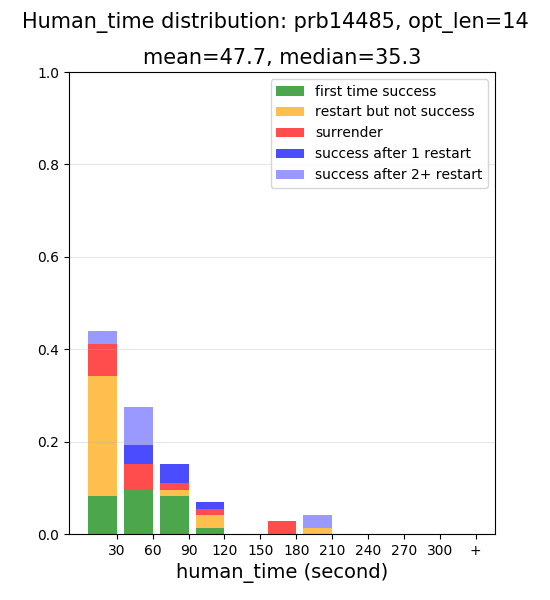 Human_time distribution: prb14485, opt_len=14
mean=47.7, median=35.3
first time success
restart but not success
surrender
success after 1 restart
success after 2+ restart
1.0
0.8
0.6
0.4
0.2
0.0
30 60 90 120 150 180 210 240 270 300 +
human_time (second)